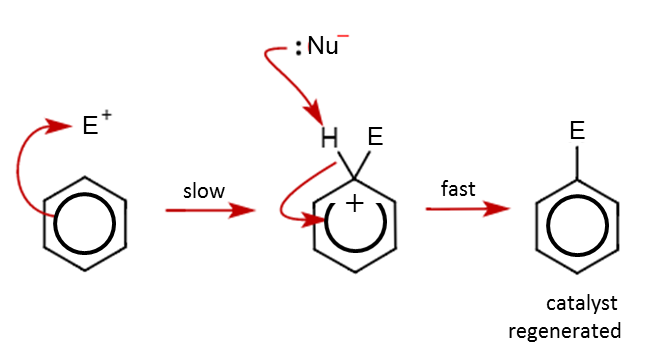 :Nu⁻
E⁺
slow
H E
+
fast
E
catalyst
regenerated